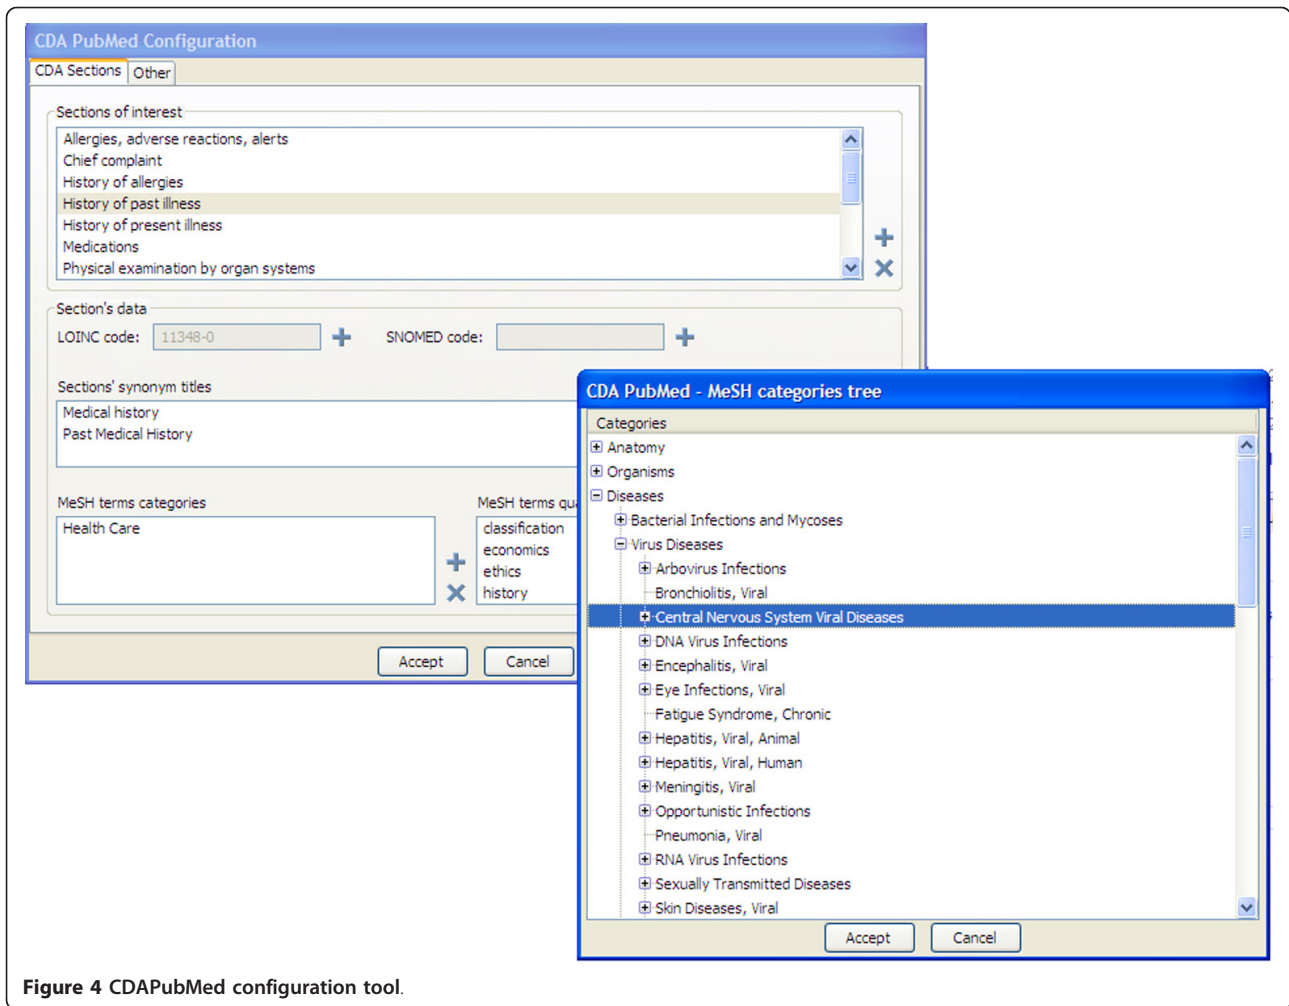 CDA PubMed Configuration
CDA Sections Other
Sections of interest
Allergies, adverse reactions, alerts
Chief complaint
History of allergies
History of past illness
History of present illness
Medications
Physical examination by organ systems
Section's data
LOINC code: 11348-0 SNOMED code:
Sections' synonym titles
Medical history
Past Medical History
MeSH terms categories
Health Care
MeSH terms qua
classification
economics
ethics
history
Accept Cancel
CDA PubMed - MeSH categories tree
Categories
Anatomy
Organisms
Diseases
Bacterial Infections and Mycoses
Virus Diseases
Arbovirus Infections
Bronchiolitis, Viral
Central Nervous System Viral Diseases
DNA Virus Infections
Encephalitis, Viral
Eye Infections, Viral
Fatigue Syndrome, Chronic
Hepatitis, Viral, Animal
Hepatitis, Viral, Human
Meningitis, Viral
Opportunistic Infections
Pneumonia, Viral
RNA Virus Infections
Sexually Transmitted Diseases
Skin Diseases, Viral
Accept Cancel
Figure 4 CDAPubMed configuration tool.